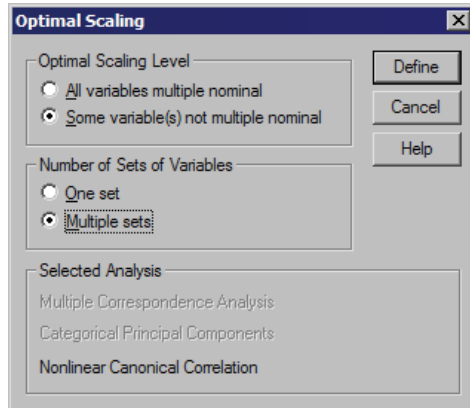 Optimal Scaling
Optimal Scaling Level
All variables multiple nominal
Some variable(s) not multiple nominal
Define
Cancel
Help
Number of Sets of Variables
One set
Multiple sets
Selected Analysis
Multiple Correspondence Analysis
Categorical Principal Components
Nonlinear Canonical Correlation